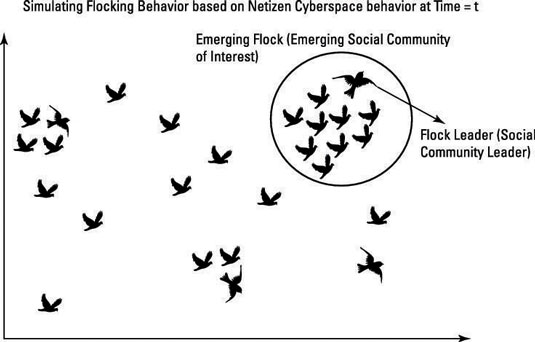 Simulating Flocking Behavior based on Netizen Cyberspace behavior at Time = t
Emerging Flock (Emerging Social Community
of Interest)
Flock Leader (Social
Community Leader)